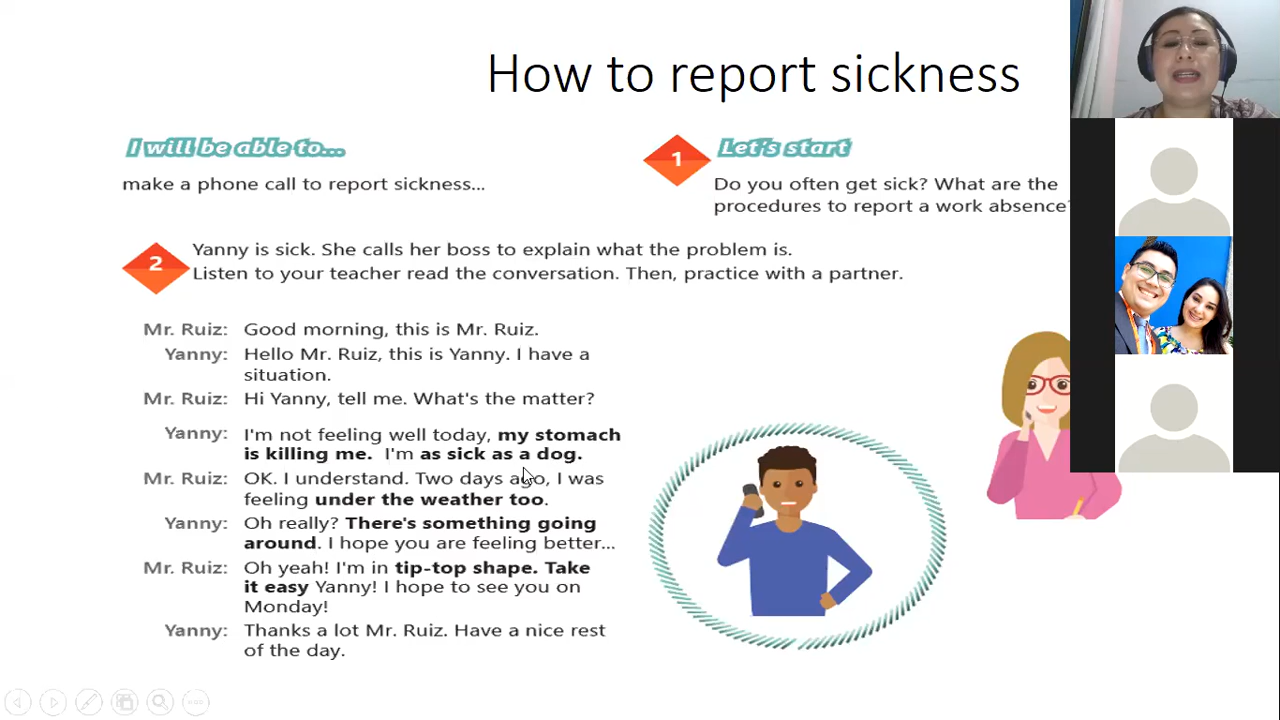 How to report sickness
I will be able to...
make a phone call to report sickness...
1
Let's start
Do you often get sick? What are the
procedures to report a work absence?
2
Yanny is sick. She calls her boss to explain what the problem is.
Listen to your teacher read the conversation. Then, practice with a partner.
Mr. Ruiz: Good morning, this is Mr. Ruiz.
Yanny: Hello Mr. Ruiz, this is Yanny. I have a
situation.
Mr. Ruiz: Hi Yanny, tell me. What's the matter?
Yanny: I'm not feeling well today, my stomach
is killing me. I'm as sick as a dog.
Mr. Ruiz: OK. I understand. Two days ago, I was
feeling under the weather too.
Yanny: Oh really? There's something going
around. I hope you are feeling better...
Mr. Ruiz: Oh yeah! I'm in tip-top shape. Take
it easy Yanny! I hope to see you on
Monday!
Yanny: Thanks a lot Mr. Ruiz. Have a nice rest
of the day.